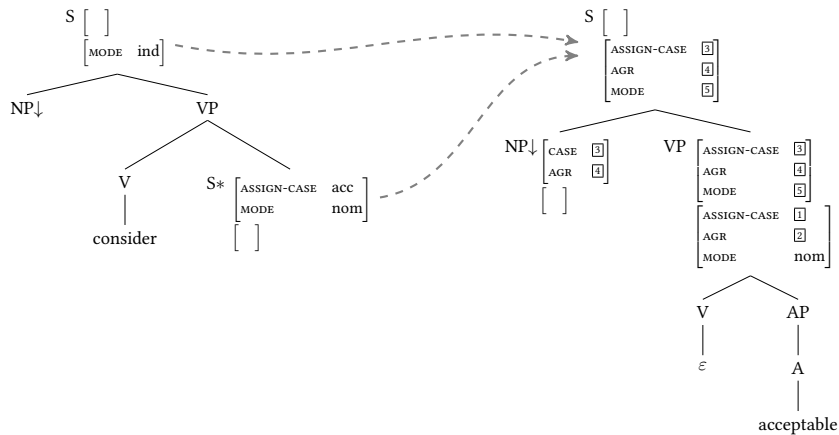 S [ ]
[MODE ind]
NP↓ VP
V S* [ASSIGN-CASE acc
MODE nom]
[ ]
consider
S [ ]
[ASSIGN-CASE 3
AGR 4
MODE 5]
NP↓ [CASE 3
AGR 4]
[ ]
VP [ASSIGN-CASE 3
AGR 4
MODE 5]
[ASSIGN-CASE 1
AGR 2
MODE nom]
V AP
ε A
acceptable